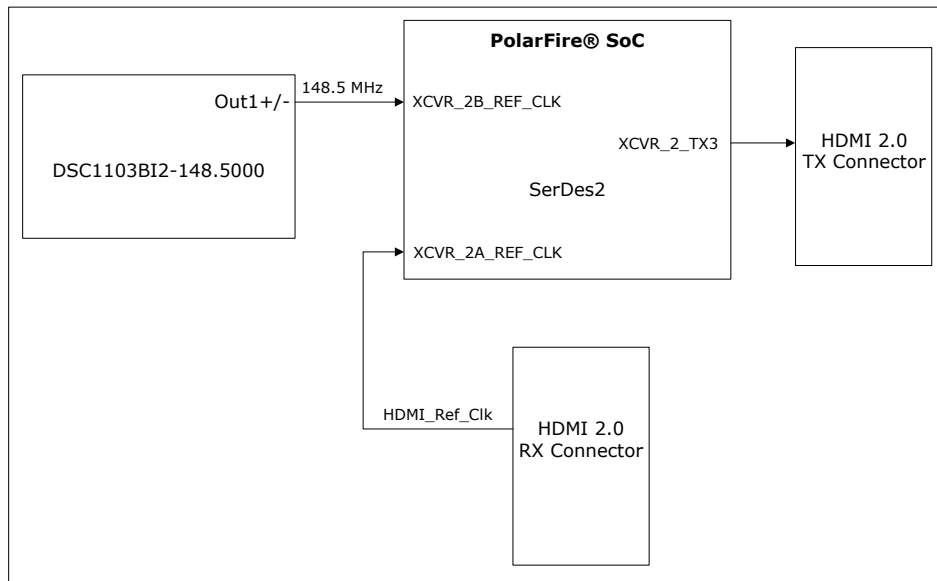 PolarFire® SoC
148.5 MHz
Out1+/-
XCVR_2B_REF_CLK
XCVR_2_TX3
HDMI 2.0
TX Connector
DSC1103BI2-148.5000
SerDes2
XCVR_2A_REF_CLK
HDMI_Ref_Clk
HDMI 2.0
RX Connector